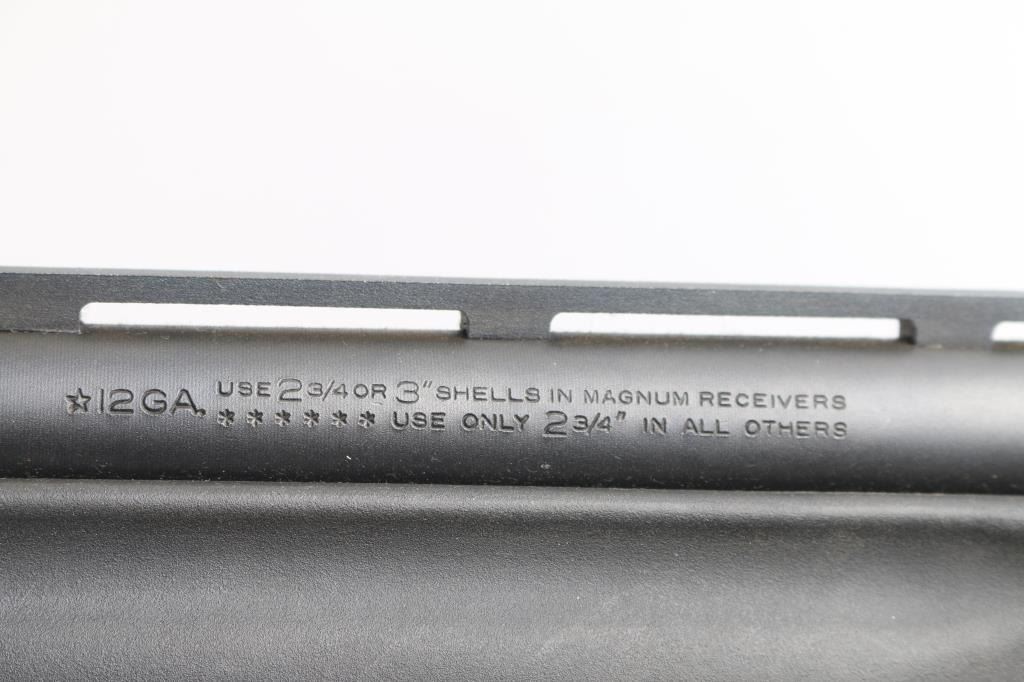 ☆12GA. USE 2 3/4 OR 3" SHELLS IN MAGNUM RECEIVERS
****** USE ONLY 2 3/4" IN ALL OTHERS